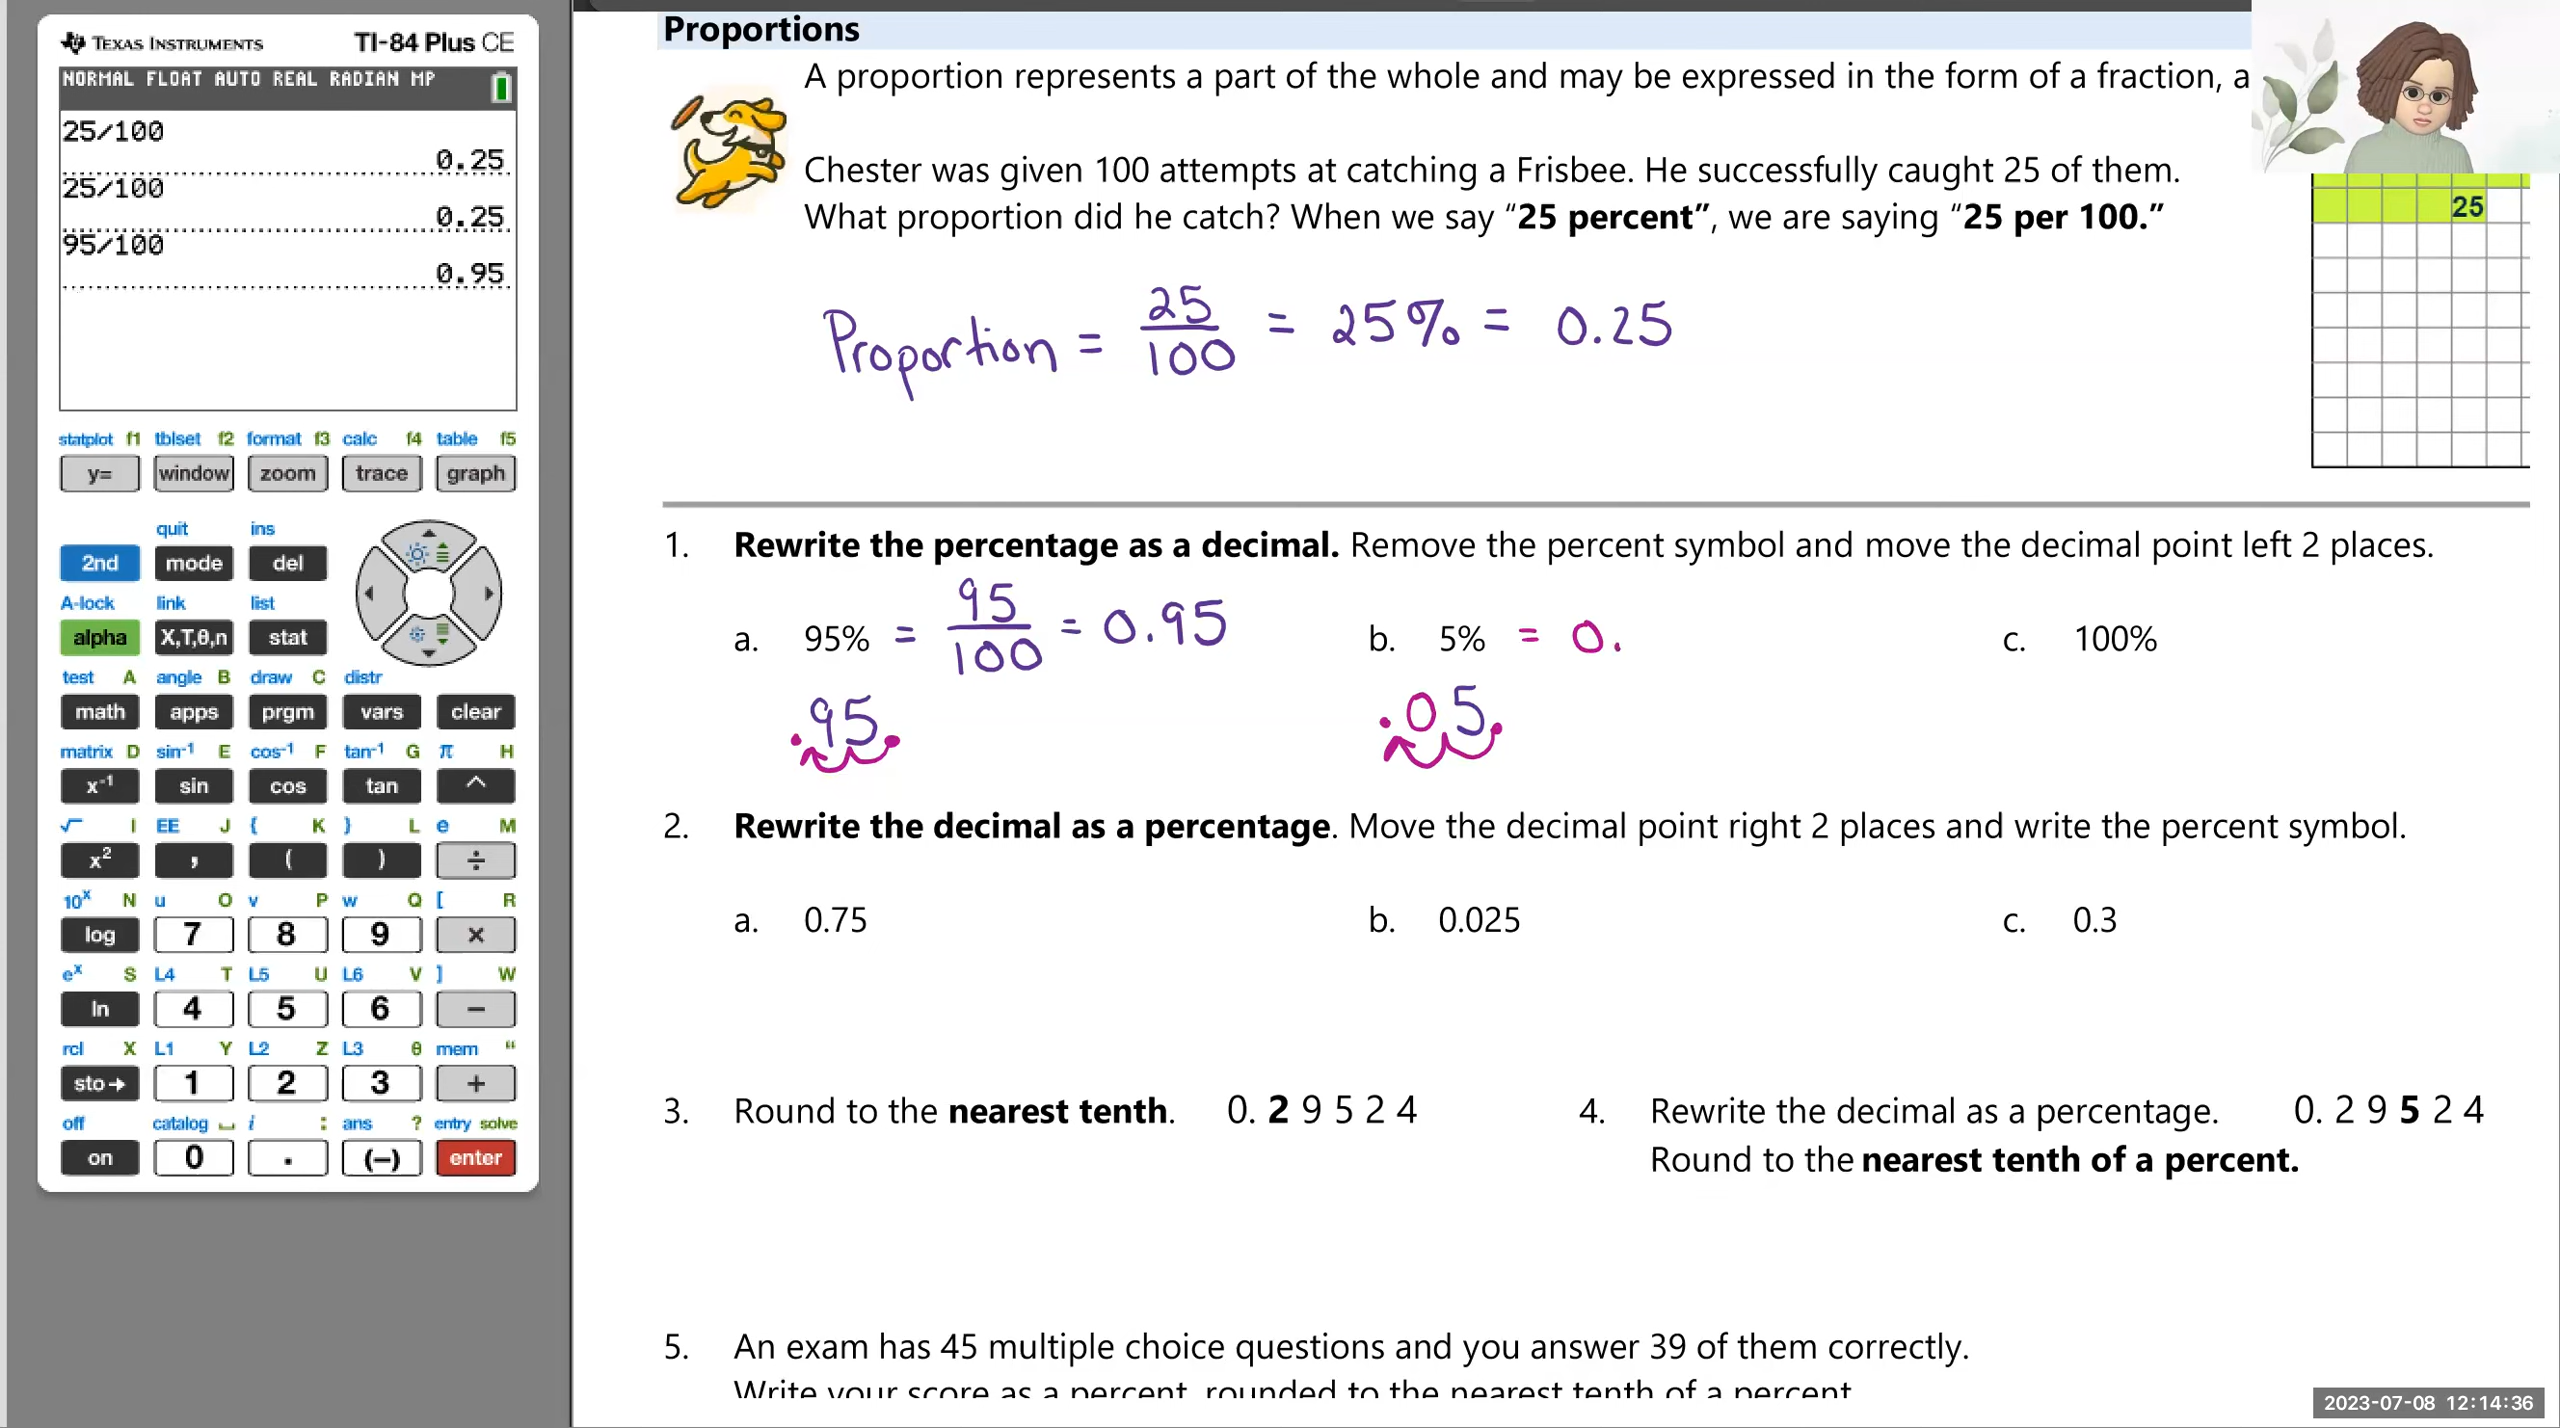 TEXAS INSTRUMENTS TI-84 Plus CE
NORMAL FLOAT AUTO REAL RADIAN MP
25/100
0.25
25/100
0.25
95/100
0.95
statplot f1 tblset f2 format f3 calc f4 table f5
y= window zoom trace graph
quit ins
2nd mode del
A-lock link list
alpha X,T,θ,n stat
test A angle B draw C distr
math apps prgm vars clear
matrix D sin⁻¹ E cos⁻¹ F tan⁻¹ G π H
x⁻¹ sin cos tan ^
√ I EE J { K } L e M
x² , ( ) ÷
10ˣ N u O v P w Q [ R
log 7 8 9 ×
eˣ S L4 T L5 U L6 V ] W
ln 4 5 6 −
rcl X L1 Y L2 Z L3 θ mem "
sto→ 1 2 3 +
off catalog ⎵ i : ans ? entry solve
on 0 . (−) enter
Proportions
A proportion represents a part of the whole and may be expressed in the form of a fraction, a
Chester was given 100 attempts at catching a Frisbee. He successfully caught 25 of them.
What proportion did he catch? When we say “25 percent”, we are saying “25 per 100.”
25
Proportion = 25/100 = 25% = 0.25
1. Rewrite the percentage as a decimal. Remove the percent symbol and move the decimal point left 2 places.
a. 95% = 95/100 = 0.95 b. 5% = 0. c. 100%
.95. .05.
2. Rewrite the decimal as a percentage. Move the decimal point right 2 places and write the percent symbol.
a. 0.75 b. 0.025 c. 0.3
3. Round to the nearest tenth. 0. 2 9 5 2 4 4. Rewrite the decimal as a percentage. 0. 2 9 5 2 4
Round to the nearest tenth of a percent.
5. An exam has 45 multiple choice questions and you answer 39 of them correctly.
Write your score as a percent, rounded to the nearest tenth of a percent
2023-07-08 12:14:36